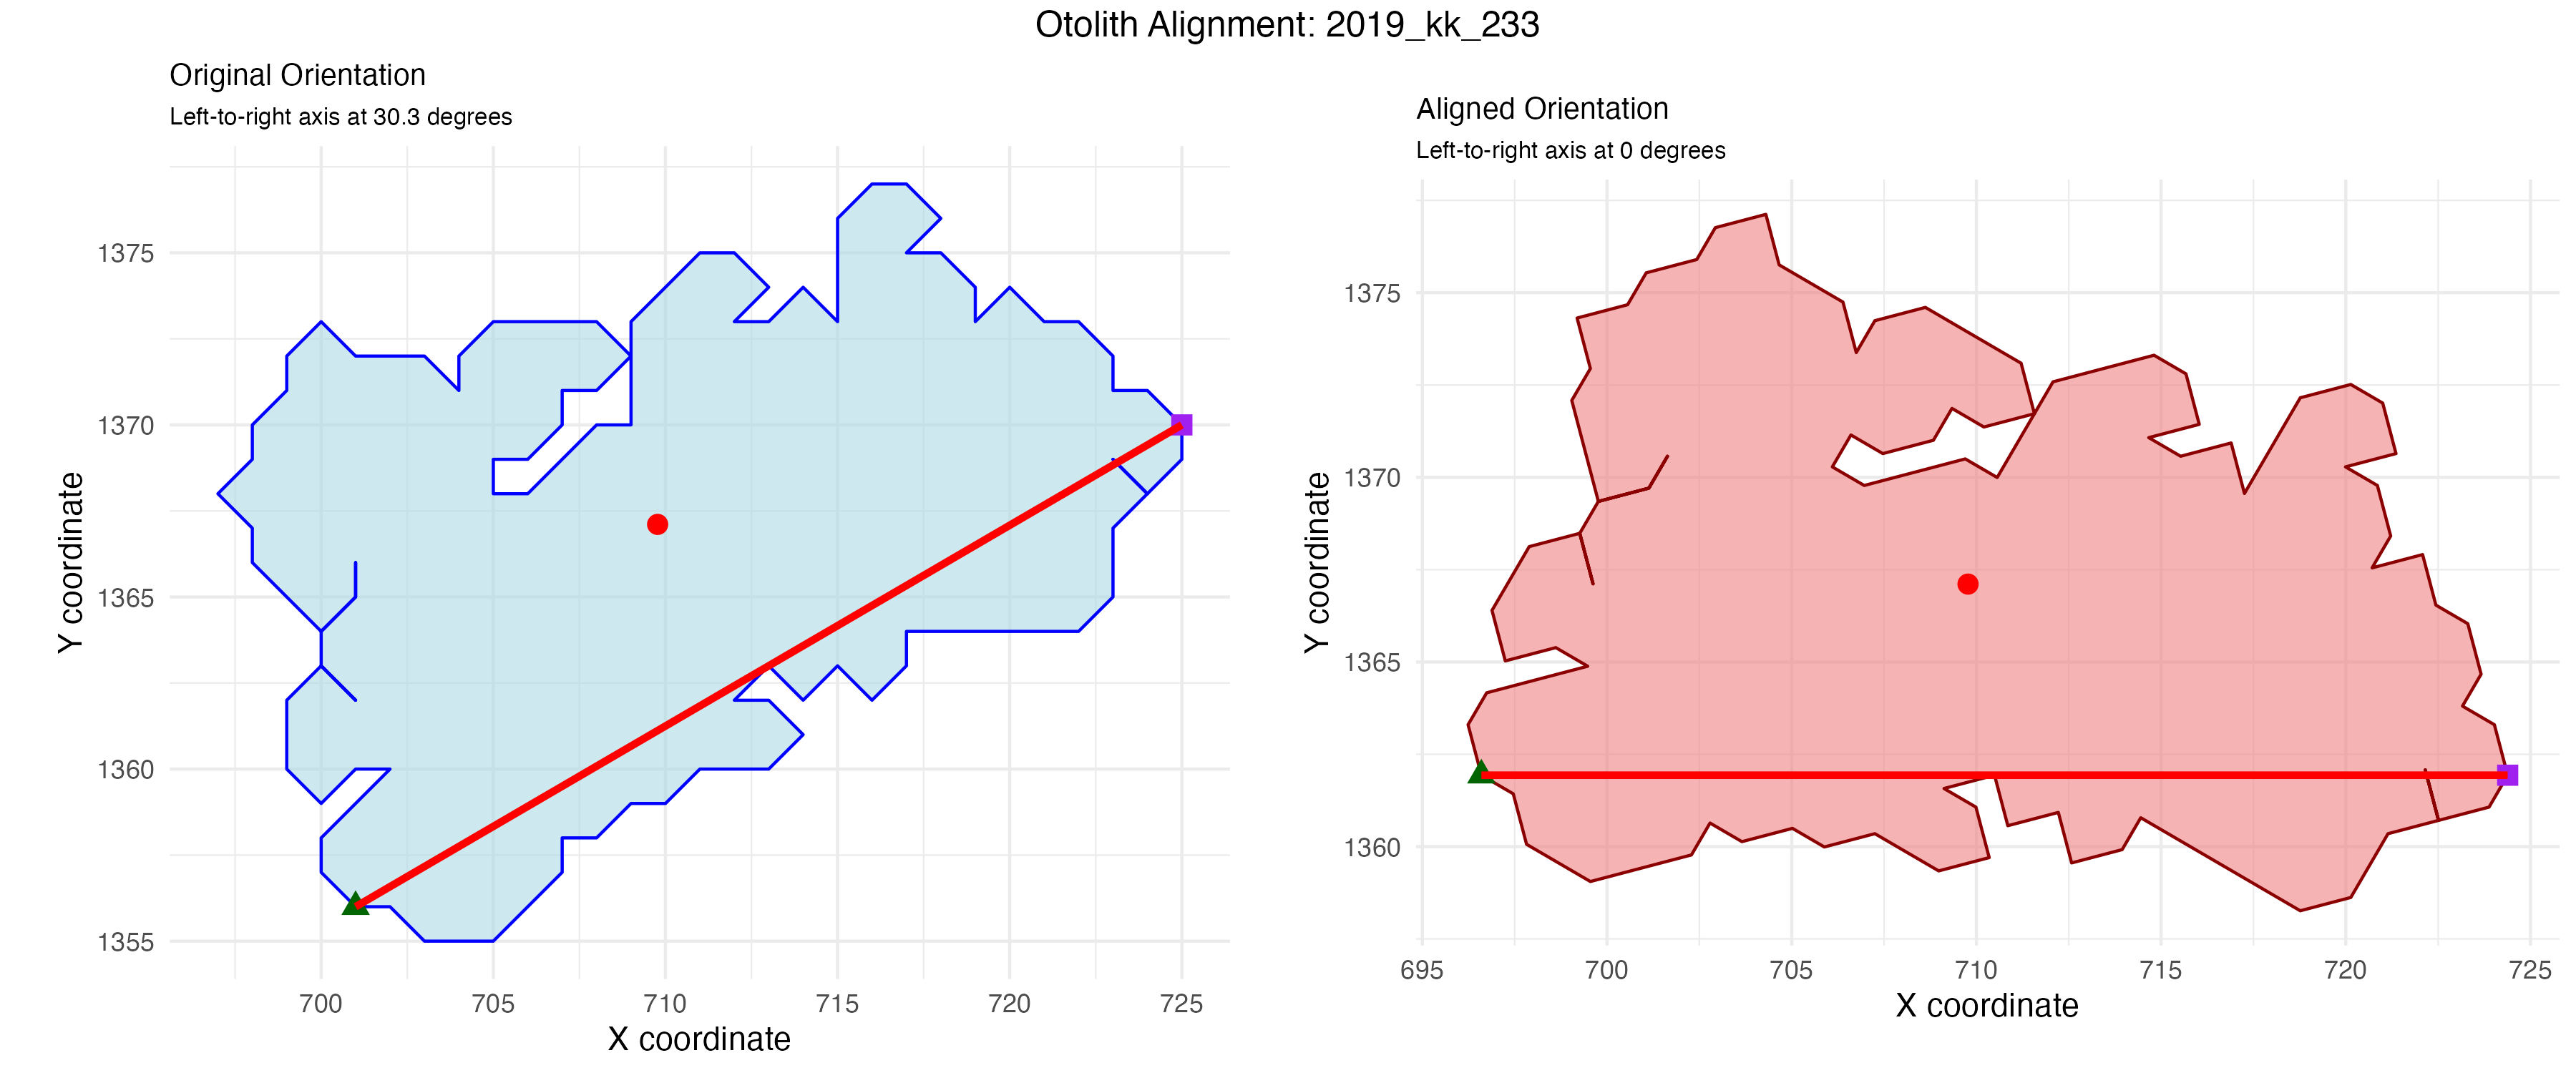 Otolith Alignment: 2019_kk_233
Original Orientation
Left-to-right axis at 30.3 degrees
1375
1370
1365
1360
1355
Y coordinate
700 705 710 715 720 725
X coordinate
Aligned Orientation
Left-to-right axis at 0 degrees
1375
1370
1365
1360
Y coordinate
695 700 705 710 715 720 725
X coordinate